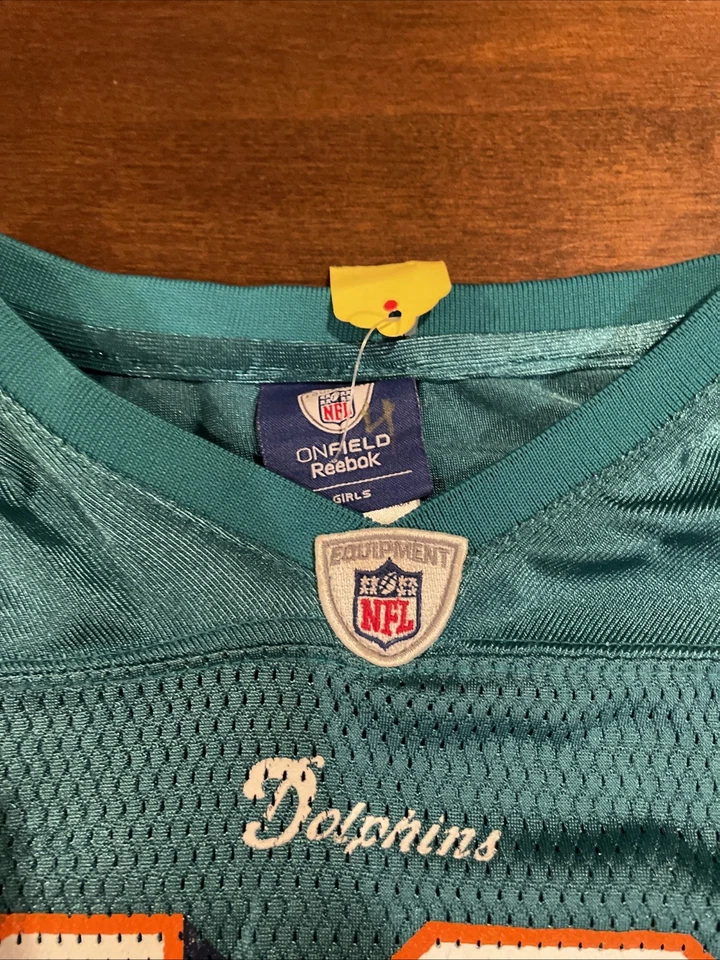 NFL
ONFIELD
Reebok
GIRLS
EQUIPMENT
NFL
Dolphins